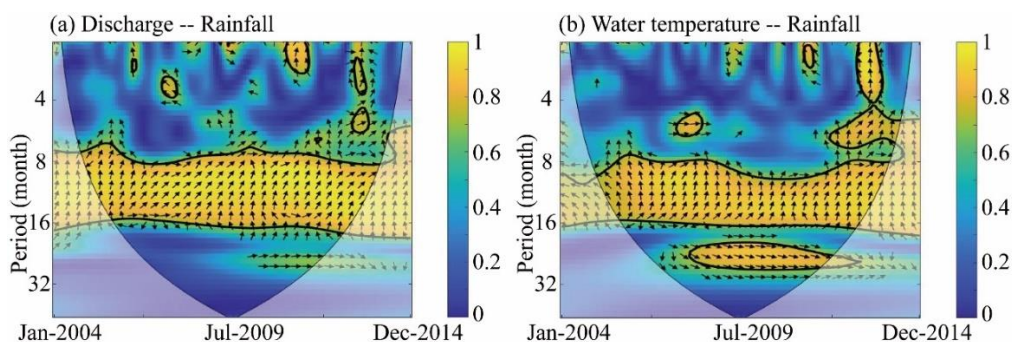 (a) Discharge -- Rainfall
Period (month)
4
8
16
32
Jan-2004
Jul-2009
Dec-2014
1
0.8
0.6
0.4
0.2
0
(b) Water temperature -- Rainfall
Period (month)
4
8
16
32
Jan-2004
Jul-2009
Dec-2014
1
0.8
0.6
0.4
0.2
0